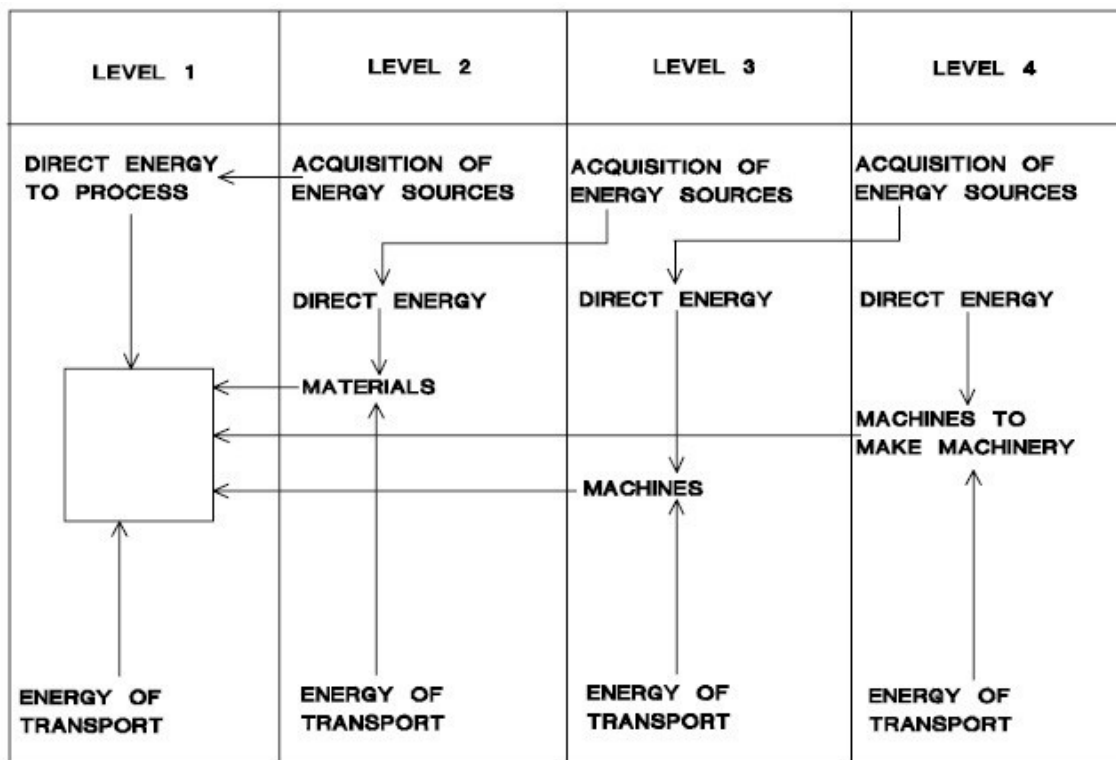 LEVEL 1
LEVEL 2
LEVEL 3
LEVEL 4
DIRECT ENERGY
TO PROCESS
ACQUISITION OF
ENERGY SOURCES
ACQUISITION OF
ENERGY SOURCES
ACQUISITION OF
ENERGY SOURCES
DIRECT ENERGY
DIRECT ENERGY
DIRECT ENERGY
MATERIALS
MACHINES TO
MAKE MACHINERY
MACHINES
ENERGY OF
TRANSPORT
ENERGY OF
TRANSPORT
ENERGY OF
TRANSPORT
ENERGY OF
TRANSPORT